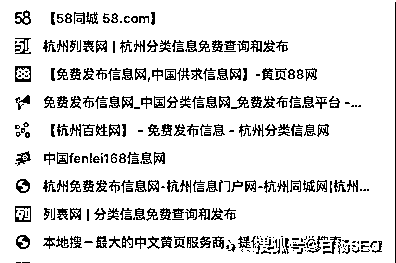 58 【58同城 58.com】
杭州列表网 | 杭州分类信息免费查询和发布
【免费发布信息网,中国供求信息网】-黄页88网
免费发布信息网_中国分类信息网_免费发布信息平台 -...
【杭州百姓网】 - 免费发布信息 - 杭州分类信息网
中国fenlei168信息网
杭州免费发布信息网-杭州信息门户网-杭州同城网{杭州...
列 列表网 | 分类信息免费查询和发布
本地搜－最大的中文黄页服务商，提
搜狐号@白杨SEO